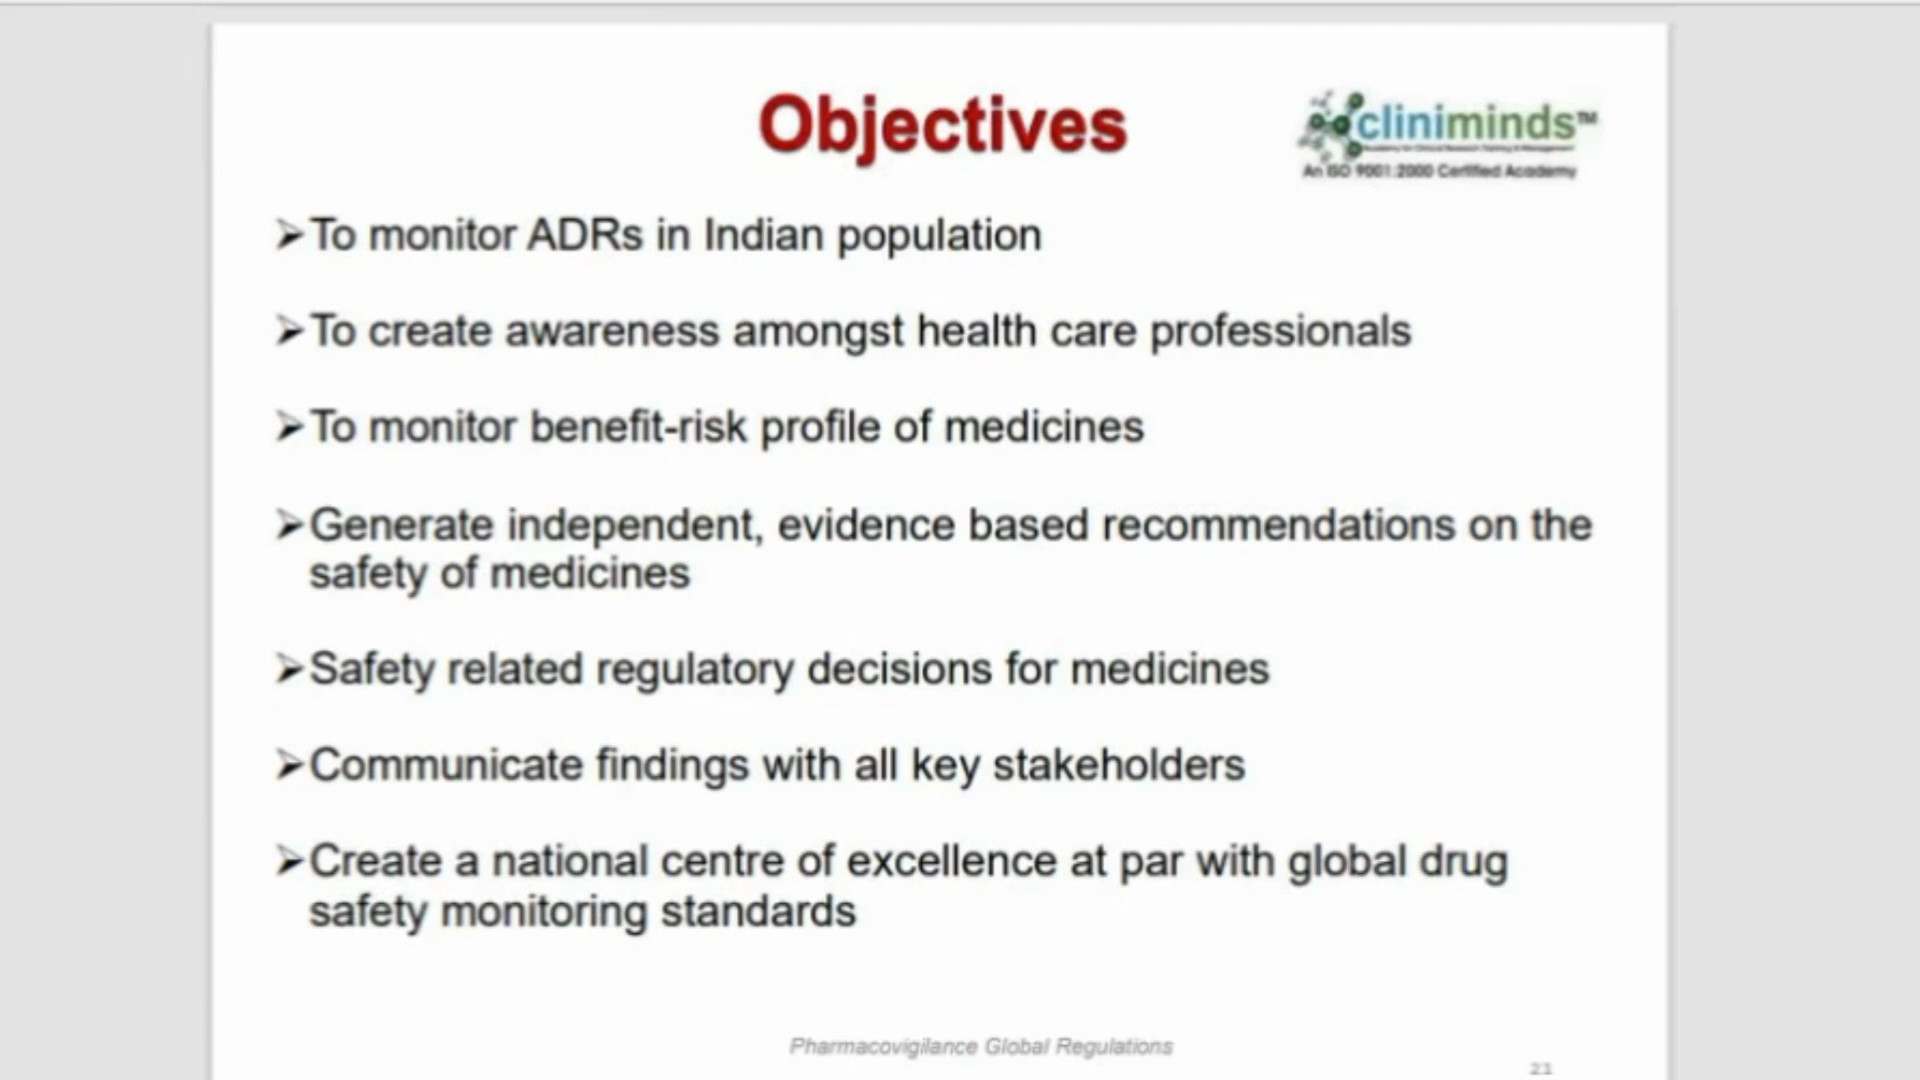 Objectives
cliniminds™
An ISO 9001:2000 Certified Academy
➢To monitor ADRs in Indian population
➢To create awareness amongst health care professionals
➢To monitor benefit-risk profile of medicines
➢Generate independent, evidence based recommendations on the
safety of medicines
➢Safety related regulatory decisions for medicines
➢Communicate findings with all key stakeholders
➢Create a national centre of excellence at par with global drug
safety monitoring standards
Pharmacovigilance Global Regulations
21